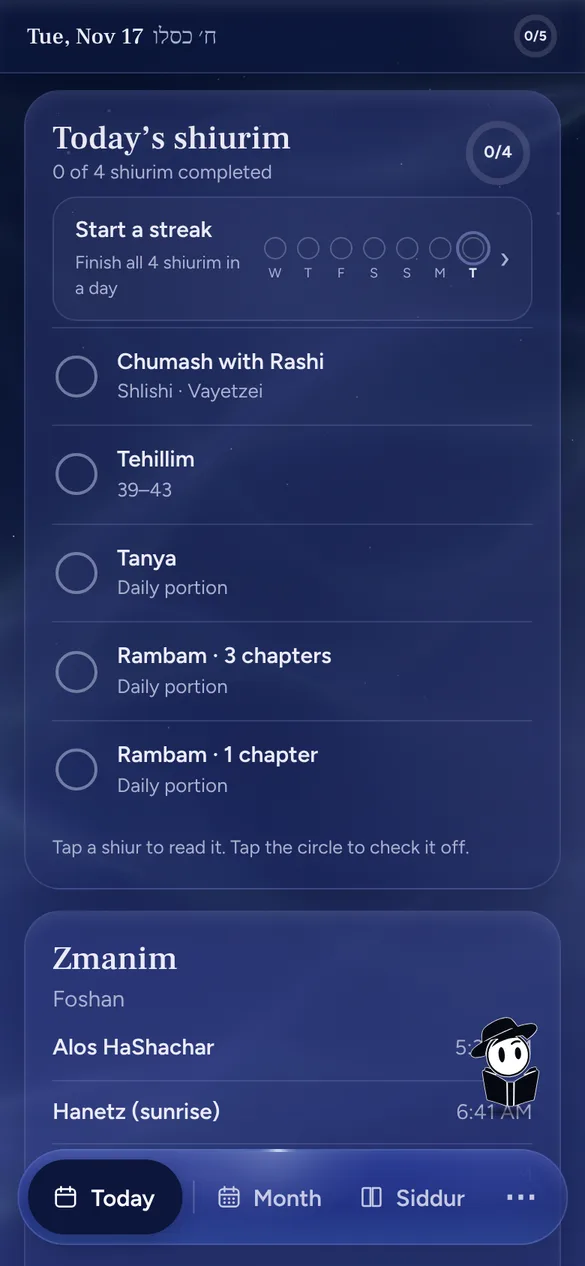 Tue, Nov 17 ח׳ כסלו
0/5
Today’s shiurim
0 of 4 shiurim completed
0/4
Start a streak
Finish all 4 shiurim in
a day
W T F S S M T
Chumash with Rashi
Shlishi · Vayetzei
Tehillim
39–43
Tanya
Daily portion
Rambam · 3 chapters
Daily portion
Rambam · 1 chapter
Daily portion
Tap a shiur to read it. Tap the circle to check it off.
Zmanim
Foshan
Alos HaShachar
Hanetz (sunrise) 6:41 AM
Today Month Siddur